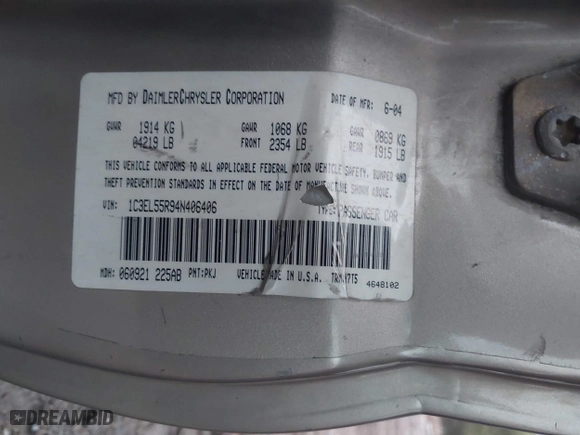 MFD BY DAIMLERCHRYSLER CORPORATION
DATE OF MFR: 6-04
GVWR 1914 KG GAWR 1068 KG GAWR 0869 KG
04219 LB FRONT 2354 LB REAR 1915 LB
THIS VEHICLE CONFORMS TO ALL APPLICABLE FEDERAL MOTOR VEHICLE SAFETY, BUMPER AND
THEFT PREVENTION STANDARDS IN EFFECT ON THE DATE OF MANUFACTURE SHOWN ABOVE.
VIN: 1C3EL55R94N406406 TYPE: PASSENGER CAR
MDH: 060921 225AB PNT: PKJ VEHICLE MADE IN U.S.A.
4648102
DREAMBID